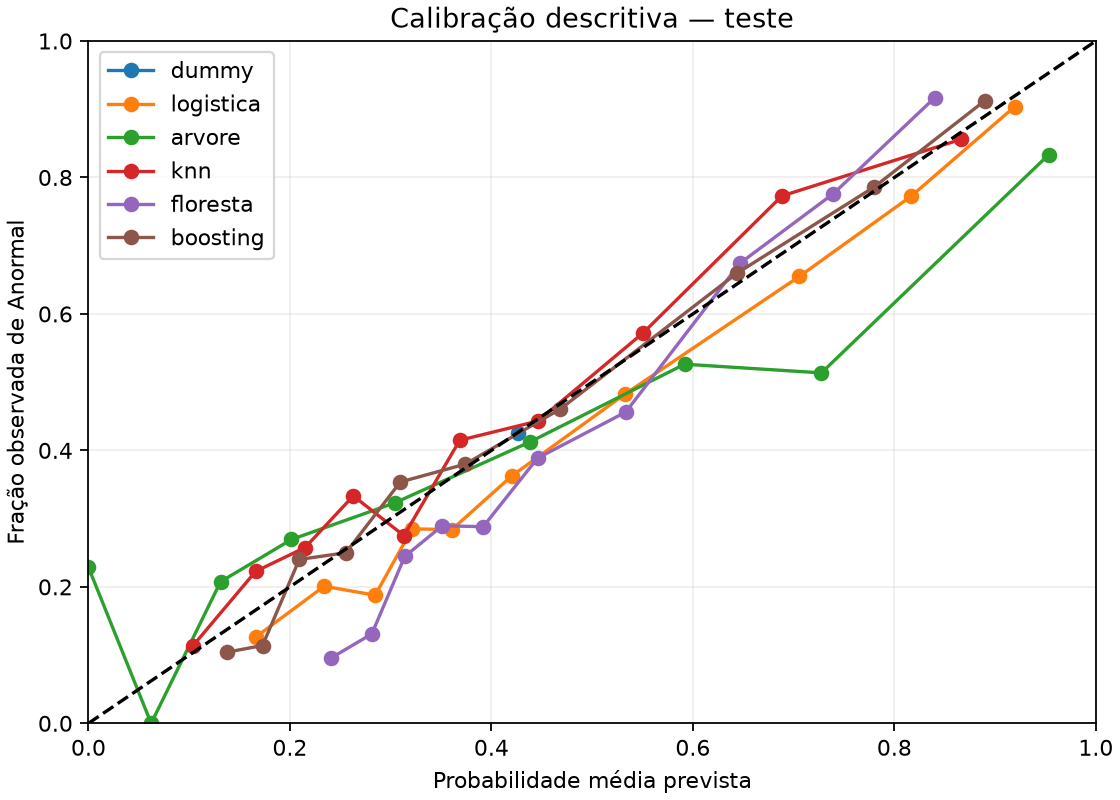 Calibração descritiva — teste
1.0
0.8
0.6
0.4
0.2
0.0
Fração observada de Anormal
dummy
logistica
arvore
knn
floresta
boosting
0.0 0.2 0.4 0.6 0.8 1.0
Probabilidade média prevista